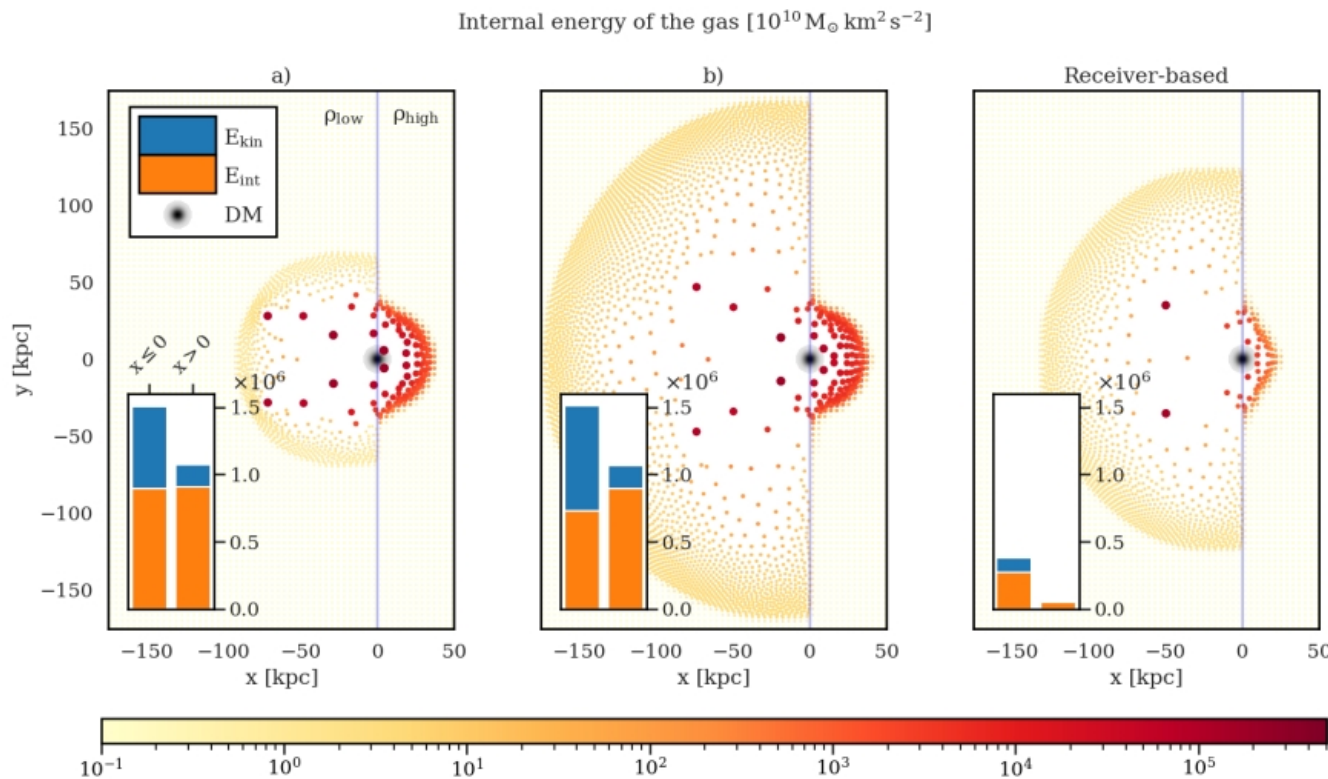 Internal energy of the gas [10¹⁰ M⊙ km² s⁻²]
a)
b)
Receiver-based
ρlow
ρhigh
Ekin
Eint
DM
y [kpc]
150
100
50
0
−50
−100
−150
x ≤ 0
x > 0
×10⁶
1.5
1.0
0.5
0.0
×10⁶
1.5
1.0
0.5
0.0
×10⁶
1.5
1.0
0.5
0.0
−150 −100 −50 0 50
−150 −100 −50 0 50
−150 −100 −50 0 50
x [kpc]
x [kpc]
x [kpc]
10⁻¹ 10⁰ 10¹ 10² 10³ 10⁴ 10⁵